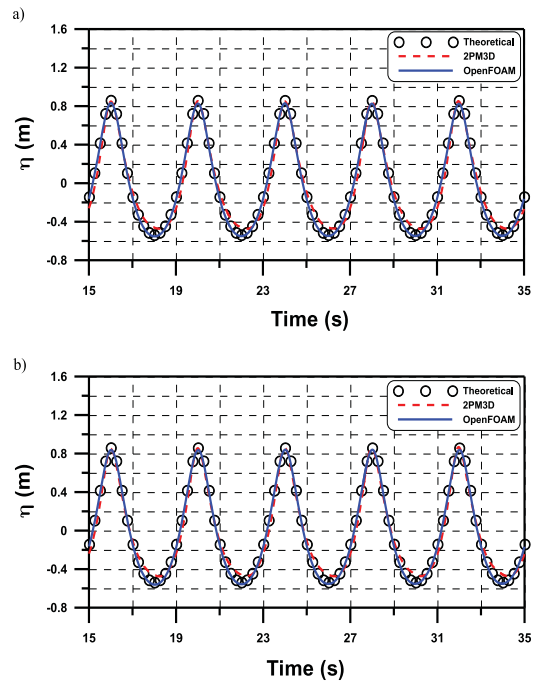 a)
1.6
1.2
0.8
0.4
0
-0.4
-0.8
η (m)
Theoretical
2PM3D
OpenFOAM
15 19 23 27 31 35
Time (s)
b)
1.6
1.2
0.8
0.4
0
-0.4
-0.8
η (m)
Theoretical
2PM3D
OpenFOAM
15 19 23 27 31 35
Time (s)